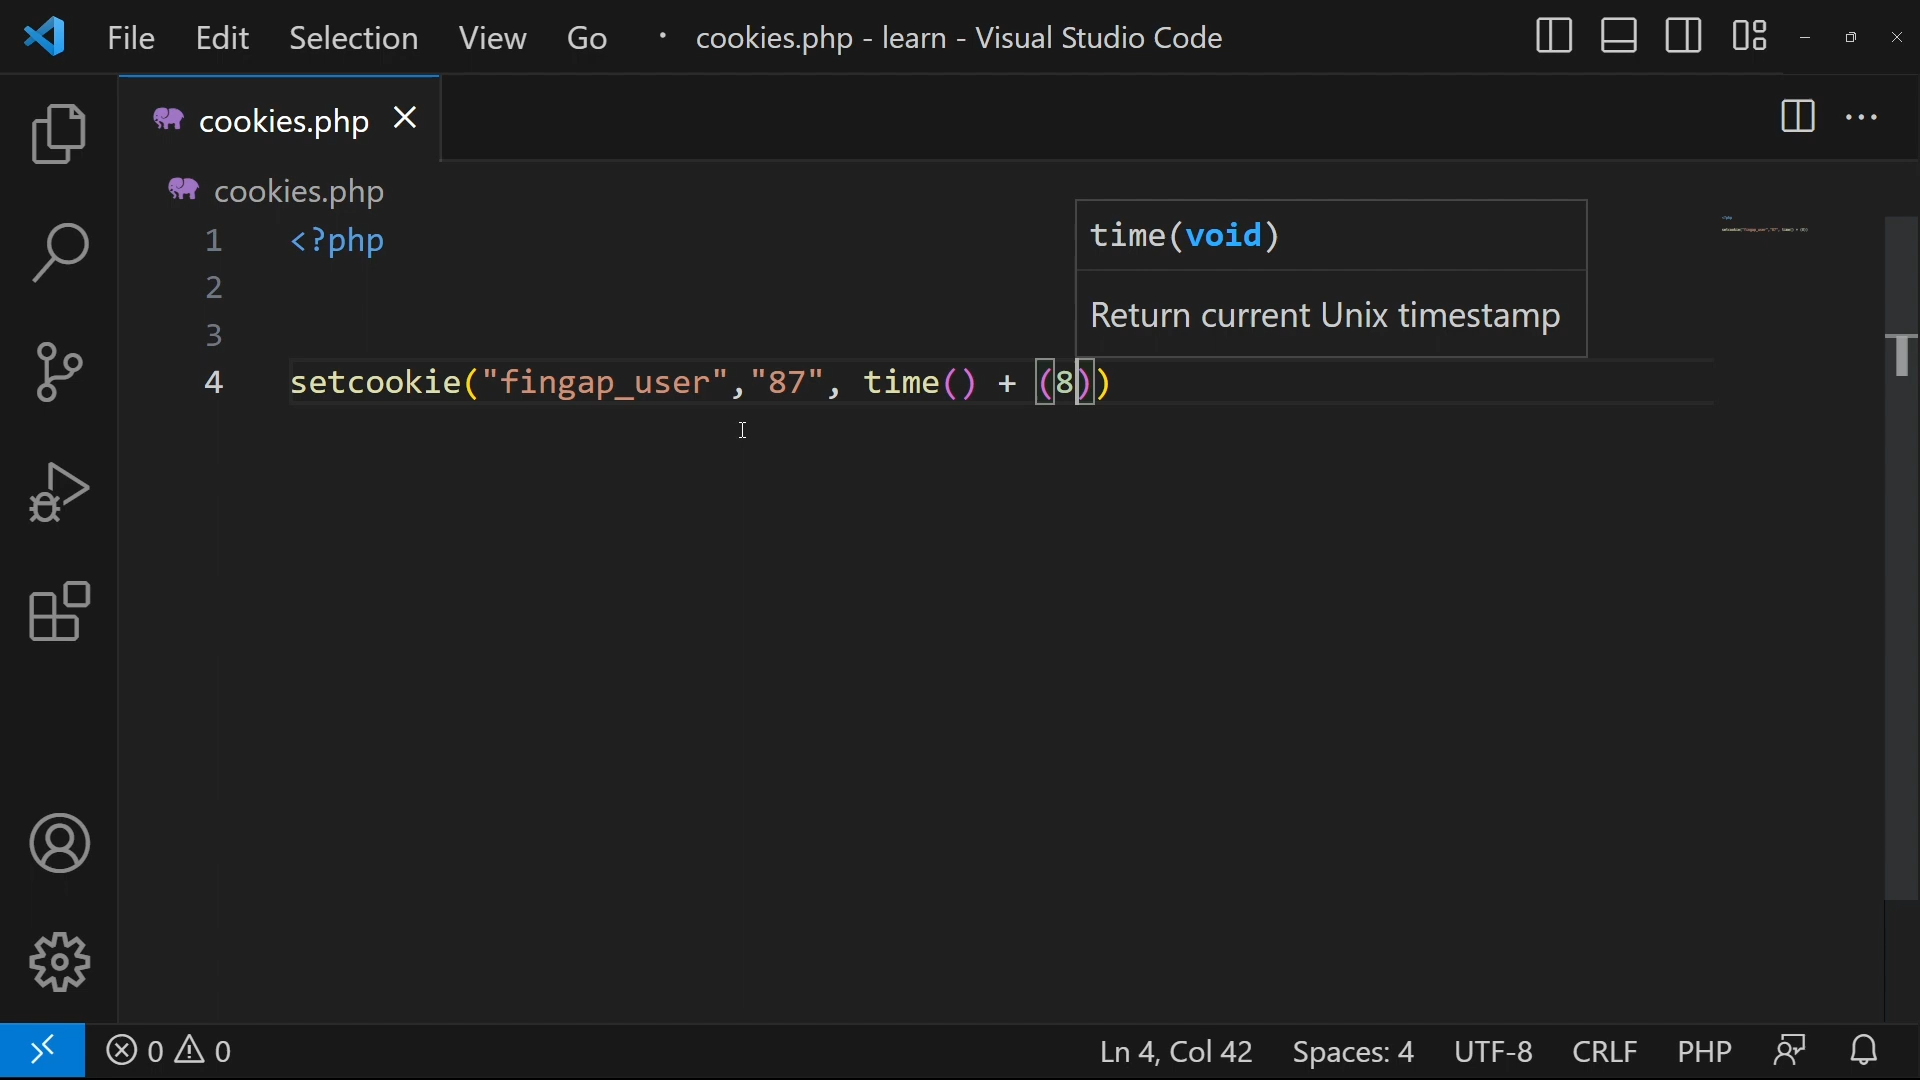 File Edit Selection View Go • cookies.php - learn - Visual Studio Code
cookies.php
cookies.php
time(void)
Return current Unix timestamp
1 <?php
2
3
4 setcookie("fingap_user","87", time() + (8))
0 0 Ln 4, Col 42 Spaces: 4 UTF-8 CRLF PHP